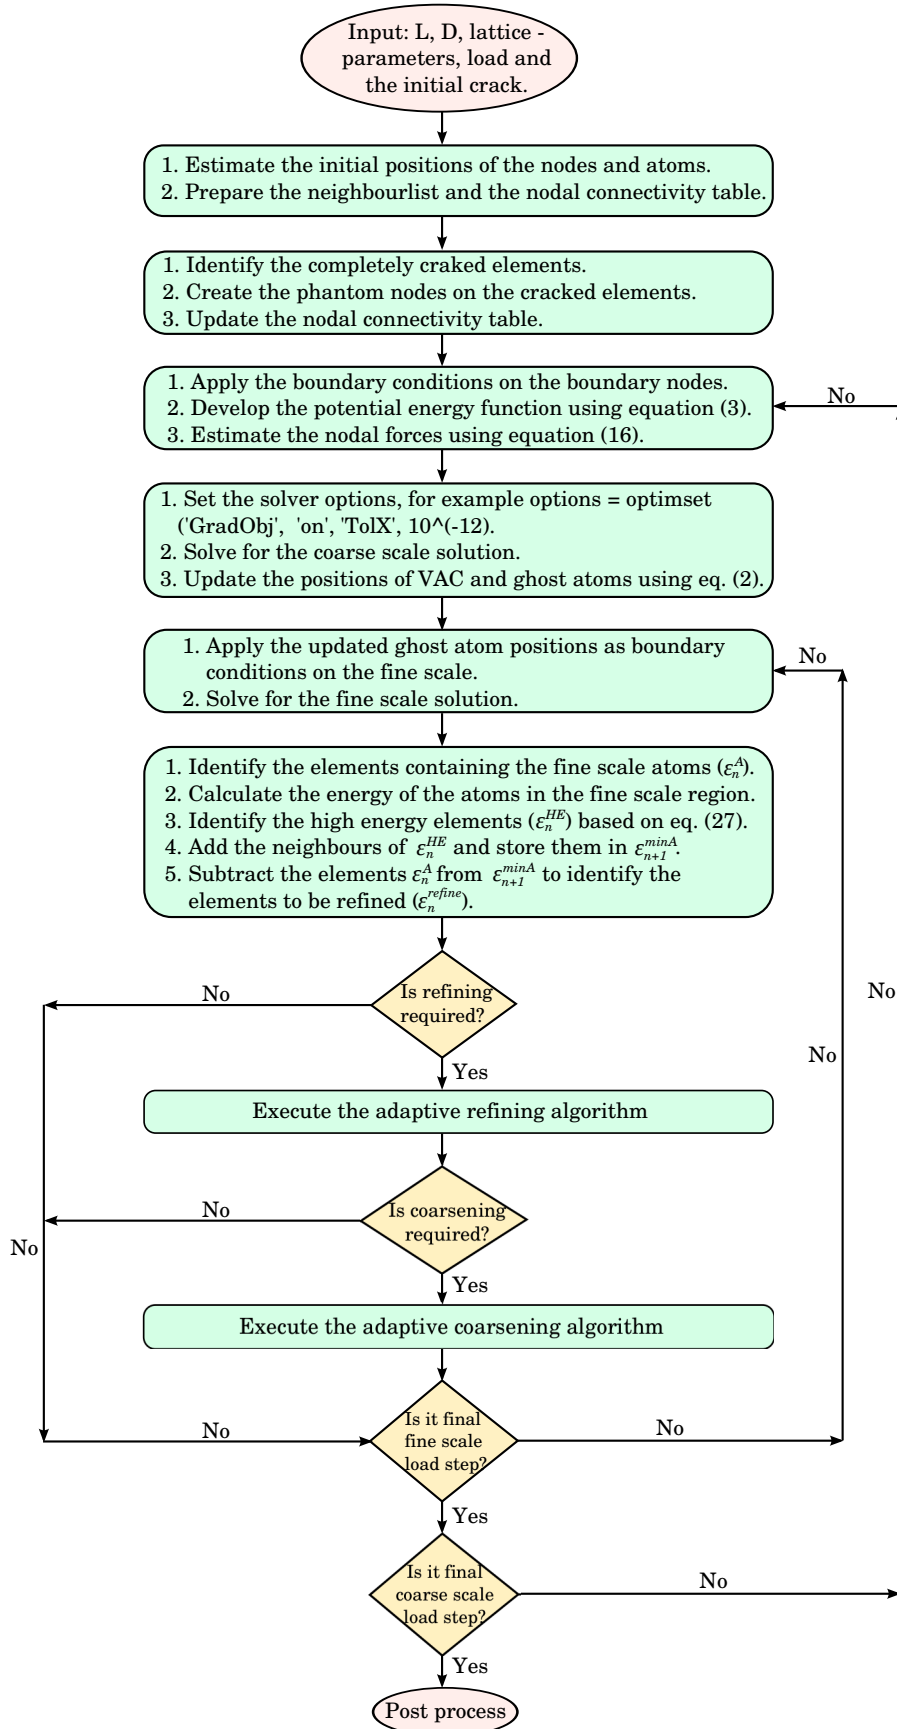 Input: L, D, lattice -
parameters, load and
the initial crack.
1. Estimate the initial positions of the nodes and atoms.
2. Prepare the neighbourlist and the nodal connectivity table.
1. Identify the completely craked elements.
2. Create the phantom nodes on the cracked elements.
3. Update the nodal connectivity table.
1. Apply the boundary conditions on the boundary nodes.
2. Develop the potential energy function using equation (3).
3. Estimate the nodal forces using equation (16).
No
1. Set the solver options, for example options = optimset
('GradObj', 'on', 'TolX', 10^(-12).
2. Solve for the coarse scale solution.
3. Update the positions of VAC and ghost atoms using eq. (2).
1. Apply the updated ghost atom positions as boundary
conditions on the fine scale.
2. Solve for the fine scale solution.
No
1. Identify the elements containing the fine scale atoms (ε_n^A).
2. Calculate the energy of the atoms in the fine scale region.
3. Identify the high energy elements (ε_n^HE) based on eq. (27).
4. Add the neighbours of ε_n^HE and store them in ε_n+1^minA.
5. Subtract the elements ε_n^A from ε_n+1^minA to identify the
elements to be refined (ε_n^refine).
Is refining
required?
No
No
No
Yes
Execute the adaptive refining algorithm
Is coarsening
required?
No
No
Yes
Execute the adaptive coarsening algorithm
Is it final
fine scale
load step?
No
No
Yes
Is it final
coarse scale
load step?
No
Yes
Post process